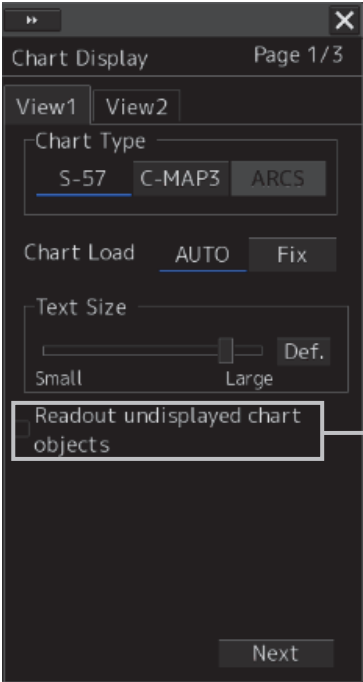 Chart Display Page 1/3
View1 View2
Chart Type
S-57 C-MAP3 ARCS
Chart Load AUTO Fix
Text Size
Def.
Small Large
Readout undisplayed chart
objects
Next